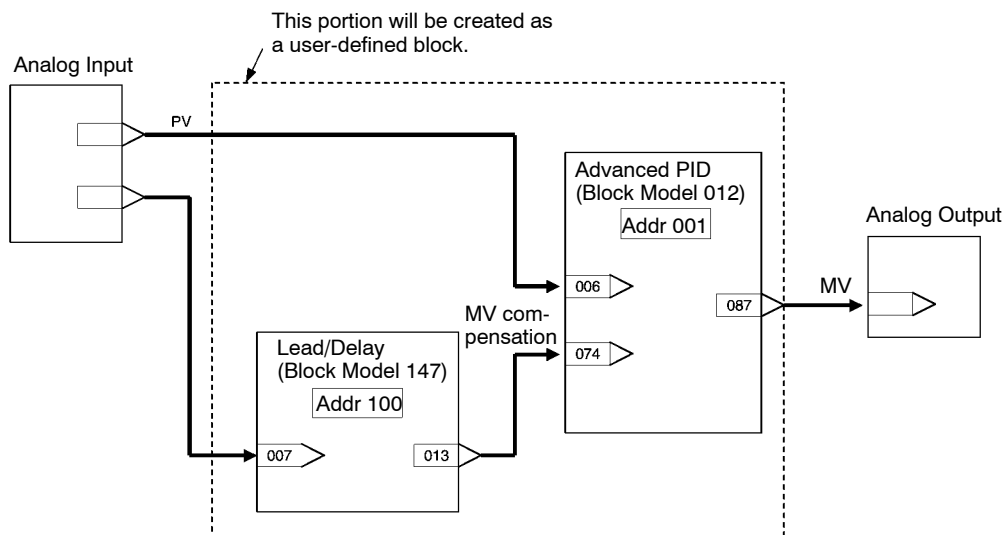 This portion will be created as
a user-defined block.
Analog Input
PV
Advanced PID
(Block Model 012)
Addr 001
Analog Output
006
087
MV
MV com-
pensation
074
Lead/Delay
(Block Model 147)
Addr 100
007
013